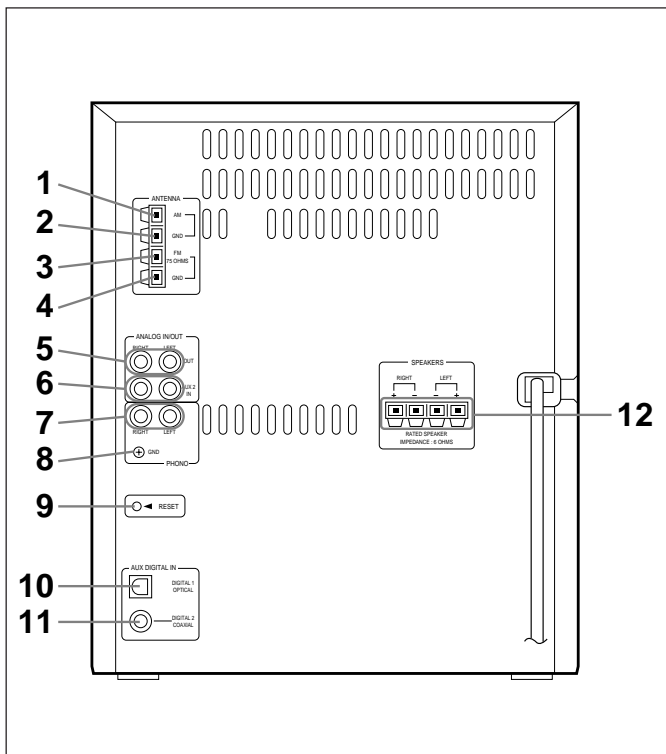 1
2
3
4
5
6
7
8
9
10
11
12
ANTENNA
AM
GND
FM
75 OHMS
GND
ANALOG IN/OUT
RIGHT LEFT
OUT
AUX 2
IN
RIGHT LEFT
GND
PHONO
RESET
AUX DIGITAL IN
DIGITAL 1
OPTICAL
DIGITAL 2
COAXIAL
SPEAKERS
RIGHT LEFT
+ − − +
RATED SPEAKER
IMPEDANCE : 6 OHMS